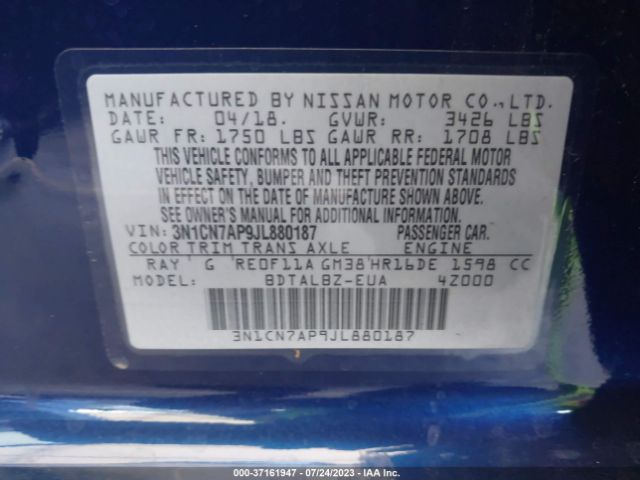 MANUFACTURED BY NISSAN MOTOR CO., LTD.
DATE: 04/18. GVWR: 3426 LBS
GAWR FR: 1750 LBS GAWR RR: 1708 LBS
THIS VEHICLE CONFORMS TO ALL APPLICABLE FEDERAL MOTOR
VEHICLE SAFETY, BUMPER AND THEFT PREVENTION STANDARDS
IN EFFECT ON THE DATE OF MANUFACTURE SHOWN ABOVE.
SEE OWNER'S MANUAL FOR ADDITIONAL INFORMATION.
VIN: 3N1CN7AP9JL880187 PASSENGER CAR.
COLOR TRIM TRANS AXLE ENGINE
RAY G RE0F11A GM38 HR16DE 1598 CC
MODEL: BDTALBZ-EUA 4Z000
3N1CN7AP9JL880187
000-37161947 - 07/24/2023 - IAAI